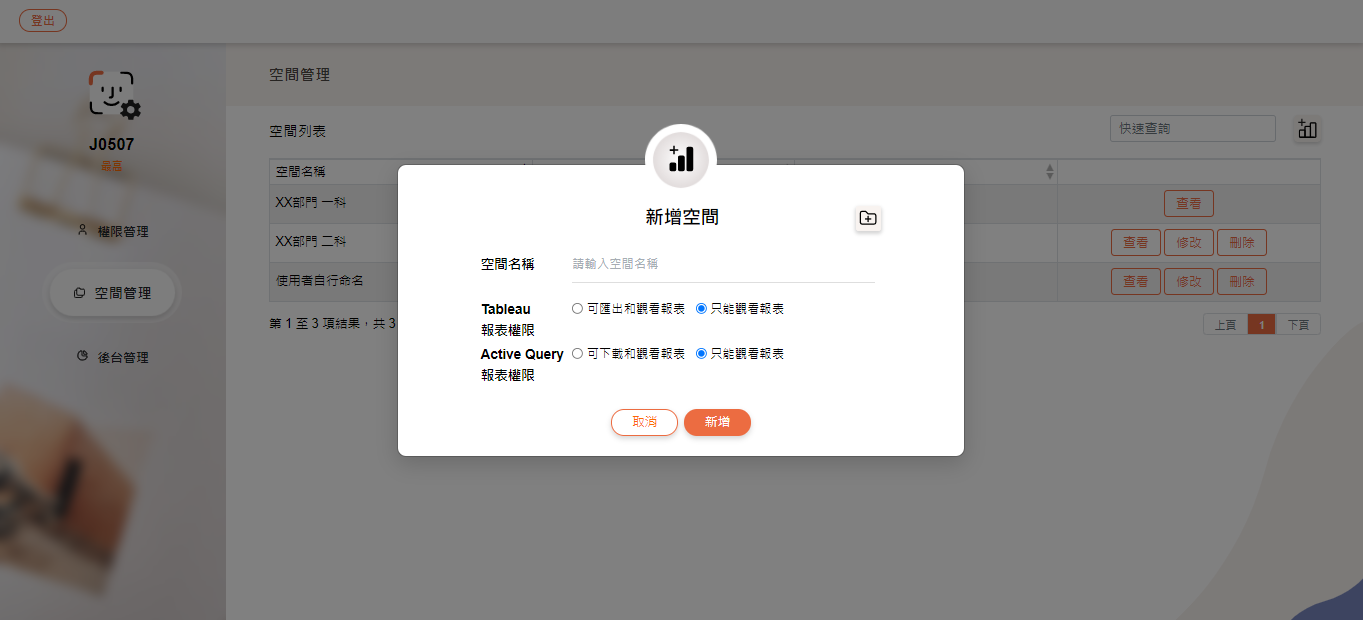 登出
J0507
最高
權限管理
空間管理
後台管理
空間管理
空間列表
快速查詢
空間名稱
XX部門 一科
查看
XX部門 二科
查看 修改 刪除
使用者自行命名
查看 修改 刪除
第 1 至 3 項結果，共 3
上頁 1 下頁
新增空間
空間名稱 請輸入空間名稱
Tableau 可匯出和觀看報表 只能觀看報表
報表權限
Active Query 可下載和觀看報表 只能觀看報表
報表權限
取消 新增